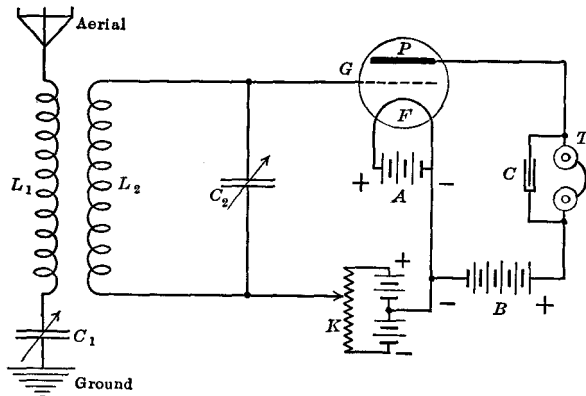 Aerial
P
G
F
T
L₁
L₂
C₂
C
+
A
-
+
-
B
+
K
-
C₁
Ground